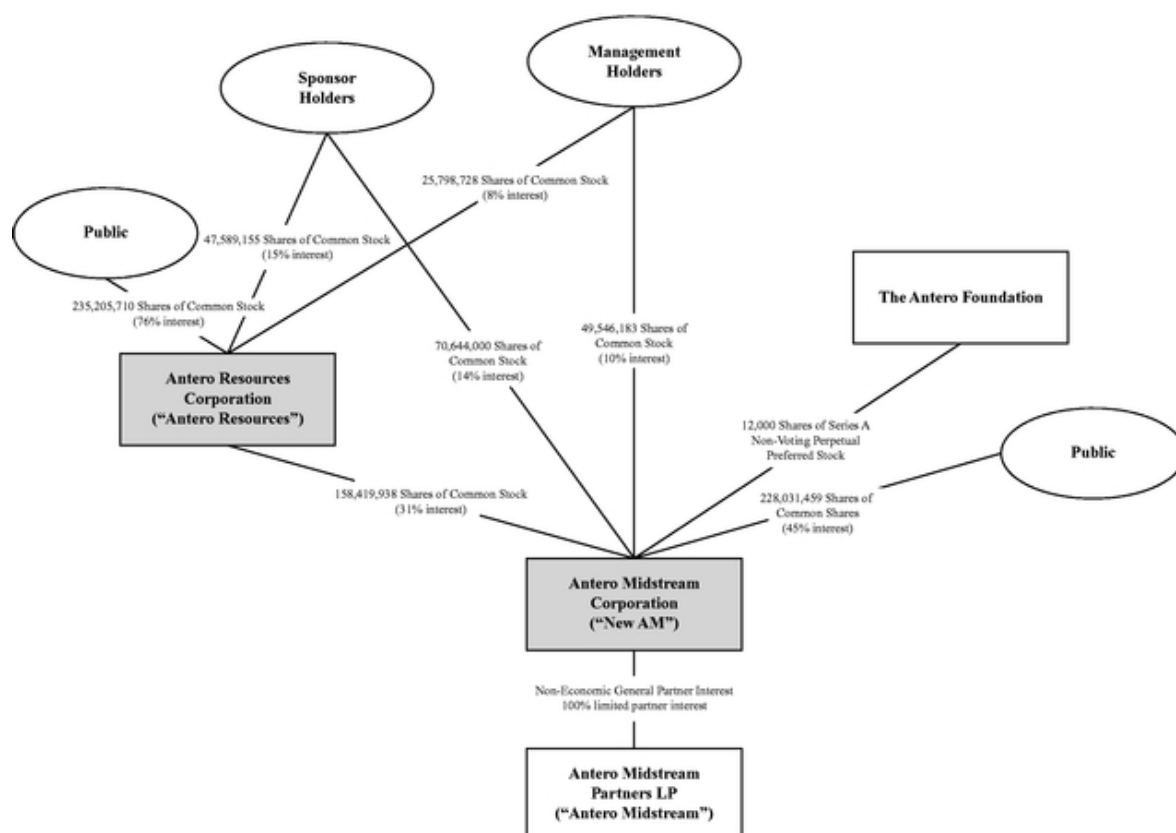 Sponsor
Holders
Management
Holders
25,798,728 Shares of Common Stock
(8% interest)
Public
47,589,155 Shares of Common Stock
(15% interest)
235,205,710 Shares of Common Stock
(76% interest)
The Antero Foundation
70,644,000 Shares of
Common Stock
(14% interest)
49,546,183 Shares of
Common Stock
(10% interest)
Antero Resources
Corporation
(“Antero Resources”)
12,000 Shares of Series A
Non-Voting Perpetual
Preferred Stock
Public
158,419,938 Shares of Common Stock
(31% interest)
228,031,459 Shares of
Common Shares
(45% interest)
Antero Midstream
Corporation
(“New AM”)
Non-Economic General Partner Interest
100% limited partner interest
Antero Midstream
Partners LP
(“Antero Midstream”)